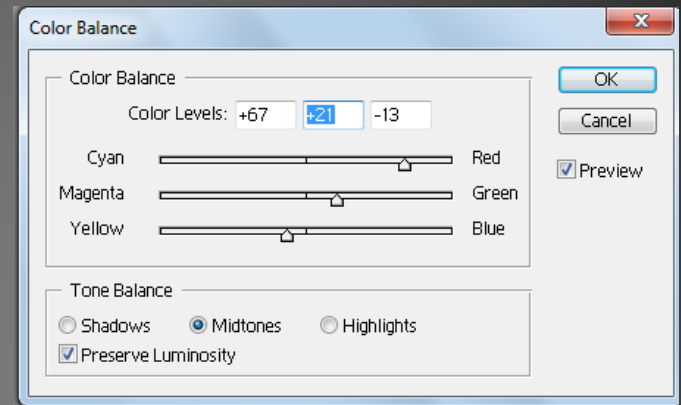 Color Balance
Color Balance
OK
Color Levels: +67 +21 -13
Cancel
Cyan Red
Preview
Magenta Green
Yellow Blue
Tone Balance
Shadows Midtones Highlights
Preserve Luminosity